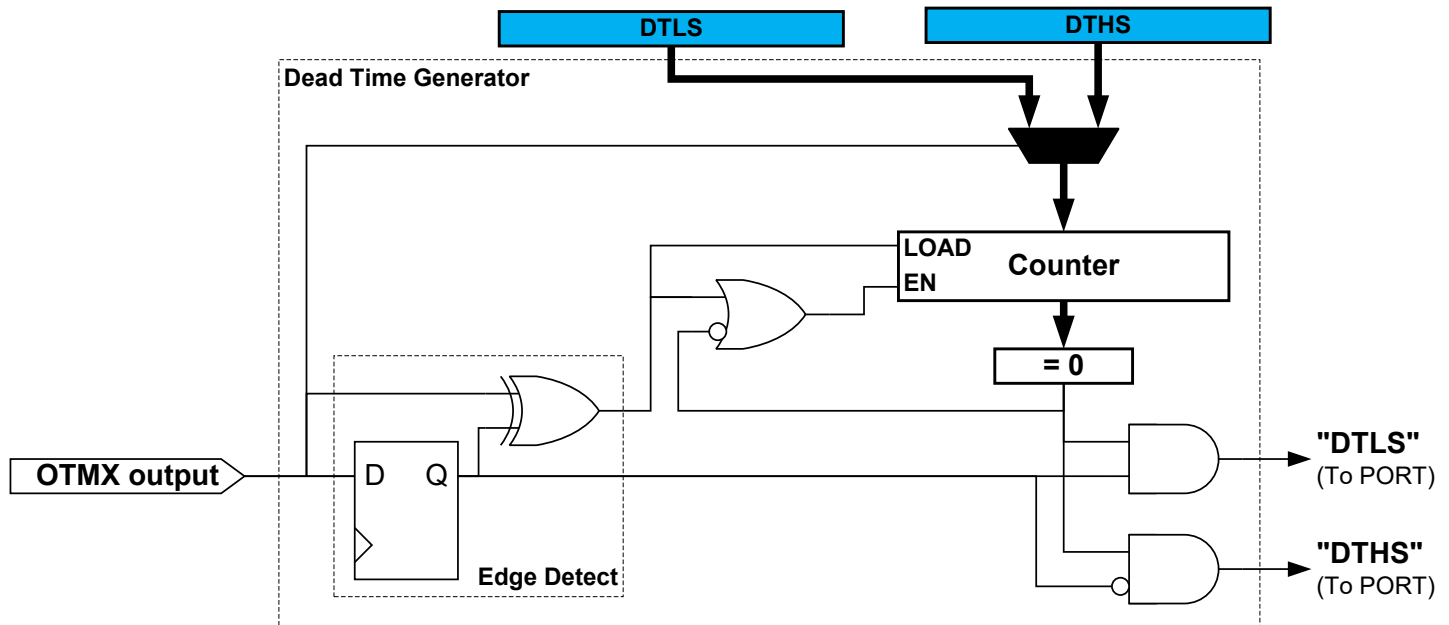 DTLS
DTHS
Dead Time Generator
LOAD
Counter
EN
= 0
OTMX output
D
Q
Edge Detect
"DTLS"
(To PORT)
"DTHS"
(To PORT)